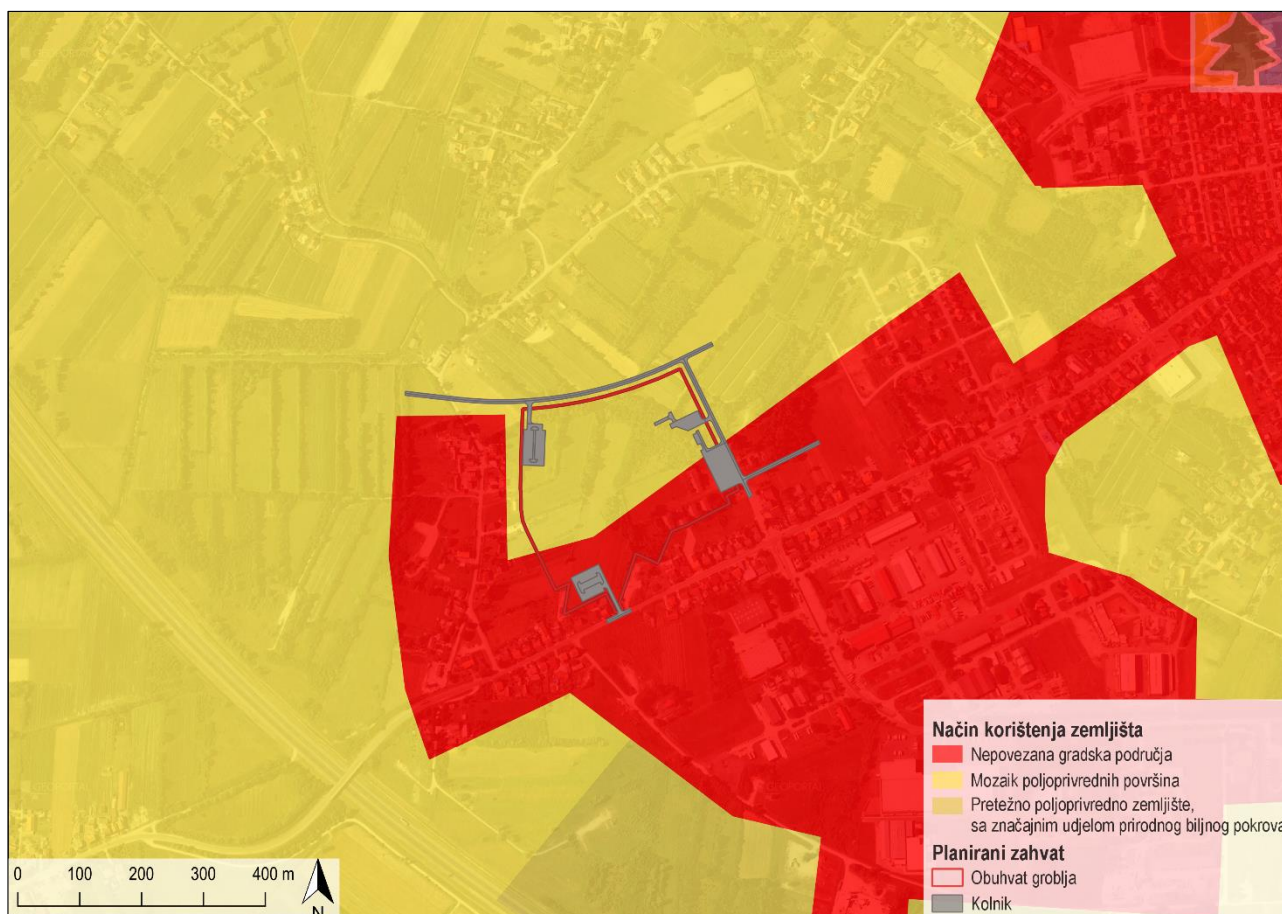 Način korištenja zemljišta
Nepovezana gradska područja
Mozaik poljoprivrednih površina
Pretežno poljoprivredno zemljište,
sa značajnim udjelom prirodnog biljnog pokrova
Planirani zahvat
Obuhvat groblja
Kolnik
0 100 200 300 400 m
N